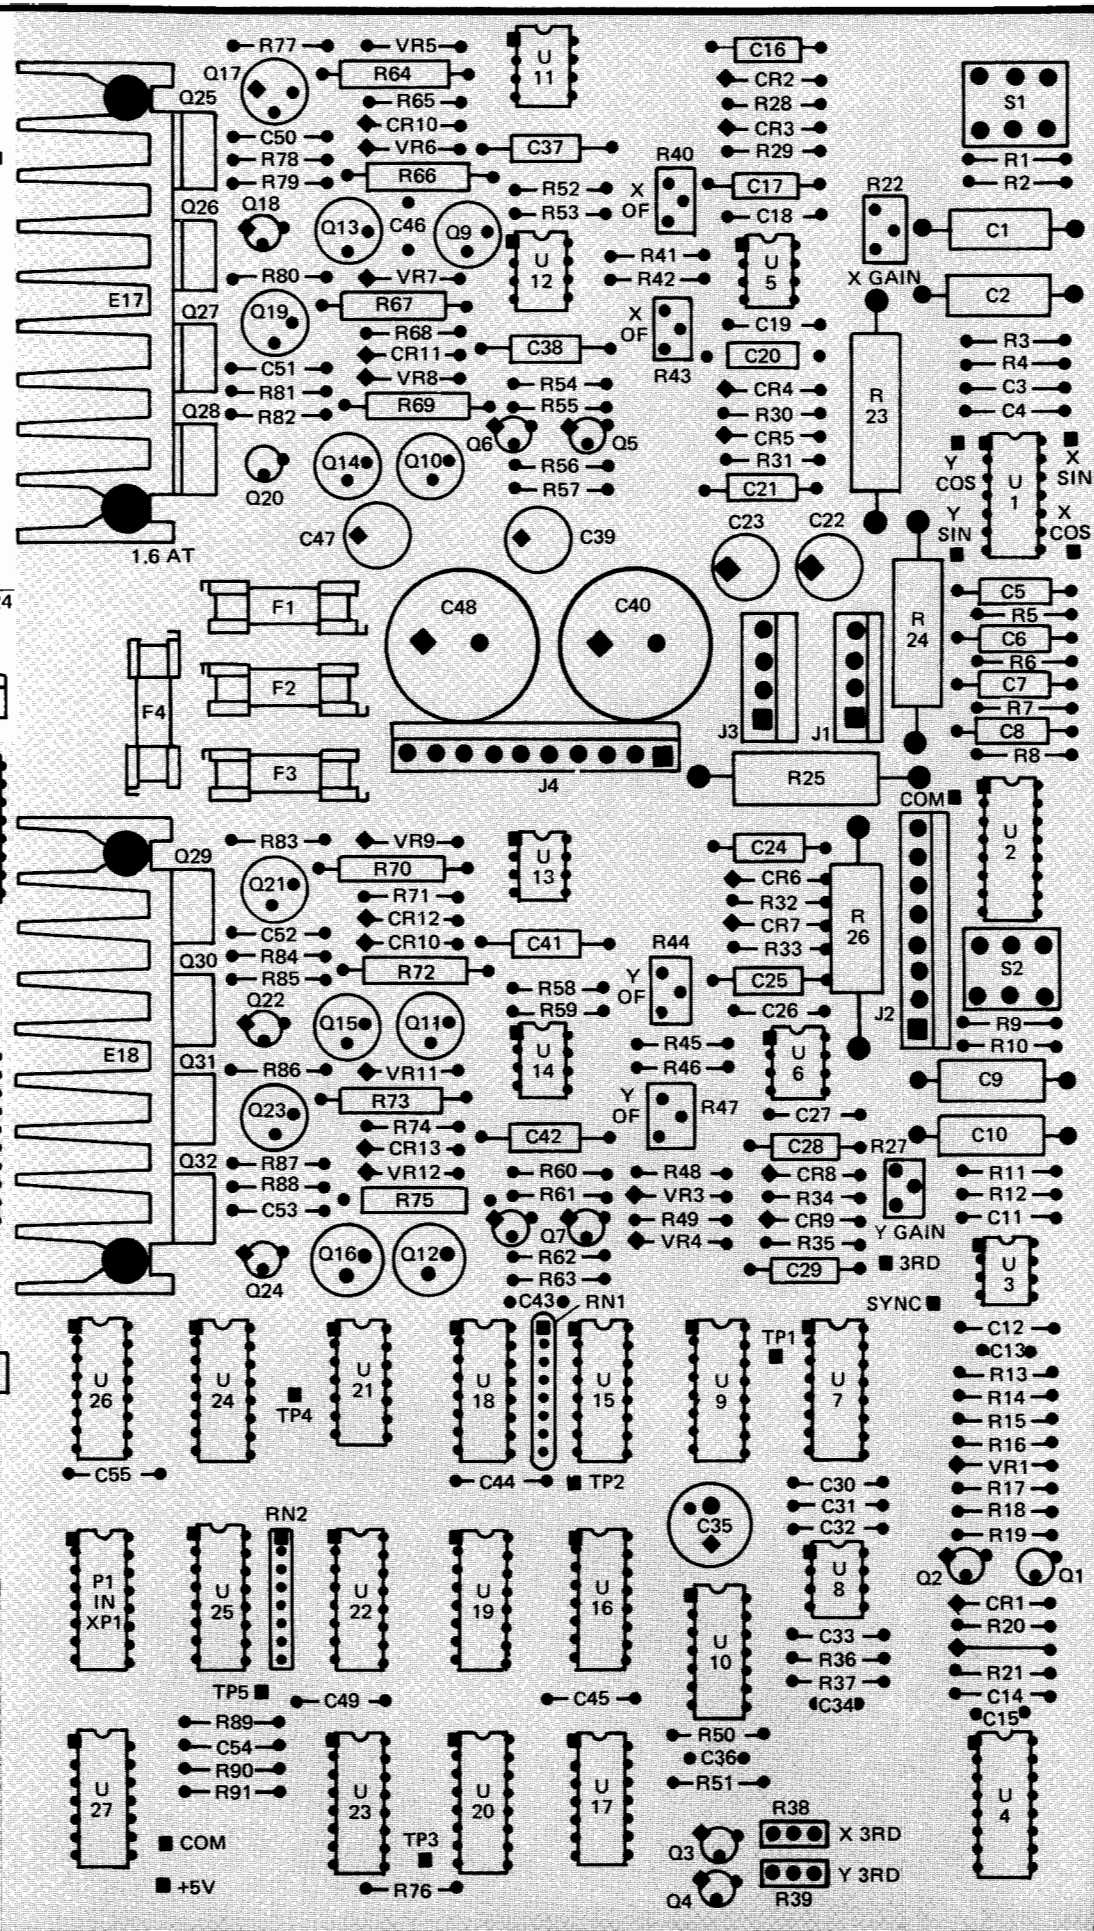 R77
VR5
U
11
C16
Q17
R64
CR2
S1
Q25
R65
R28
CR10
CR3
C50
VR6
C37
R29
R1
R78
R40
R2
R79
R66
R52
X
OF
C17
R22
Q26
Q18
R53
C18
Q13
C46
Q9
U
12
R41
U
5
C1
R80
VR7
R42
X GAIN
E17
R67
C2
Q27
Q19
R68
C38
X
OF
C19
R3
CR11
C20
R4
C51
VR8
R43
R81
R54
CR4
C3
R82
R69
R55
R30
R
23
C4
Q28
Q6
Q5
CR5
Y
COS
U
1
X
SIN
Q14
Q10
R56
R31
Q20
R57
C21
Y
SIN
X
COS
C47
C39
C23
C22
1.6 AT
24
F1
C48
C40
R
24
C5
R5
C6
R6
F2
C7
F4
R7
J3
J1
C8
R8
F3
J4
R25
COM
U
2
R83
VR9
U
13
C24
Q29
R70
Q21
R71
CR6
R32
C52
CR12
CR7
R
26
R84
CR10
C41
R44
R33
Q30
R85
R72
Y
OF
C25
S2
Q22
R58
R59
C26
J2
R9
Q15
Q11
R10
E18
U
14
R45
U
6
Q31
R86
VR11
R46
C9
Q23
R73
Y
OF
R47
C27
R74
C42
C28
R27
C10
Q32
R87
CR13
R60
R48
CR8
R11
R88
VR12
R61
VR3
R34
R12
C53
R75
R49
CR9
C11
Q7
VR4
R35
Y GAIN
Q16
Q12
R62
C29
3RD
U
3
Q24
R63
C43
RN1
SYNC
C12
TP1
C13
U
26
U
24
U
21
U
18
U
15
U
9
U
7
R13
TP4
R14
R15
R16
C55
C44
TP2
C30
VR1
R17
RN2
C31
R18
C35
C32
R19
P1
IN
XP1
U
25
U
22
U
19
U
16
U
8
Q2
Q1
CR1
U
10
C33
R20
R36
TP5
C49
C45
R37
R21
C34
C14
R89
R50
C15
C54
C36
R90
R91
R51
U
27
U
23
U
20
U
17
U
4
R38
COM
TP3
Q3
X 3RD
+5V
R76
Q4
Y 3RD
R39